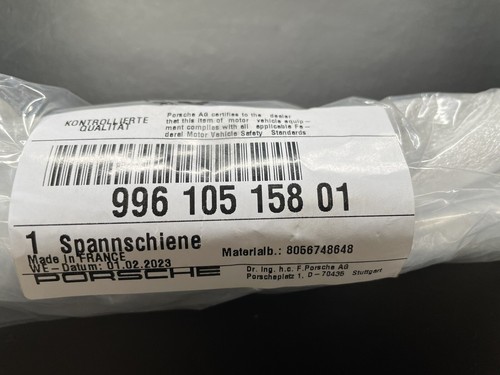 KONTROLLIERTE
QUALITAT
Porsche AG certifies to the dealer
that this item of motor vehicle equip-
ment complies with all applicable Fe-
deral Motor Vehicle Safety Standards
996 105 158 01
1 Spannschiene
Materialb.: 8056748648
Made in FRANCE
WE-Datum: 01.02.2023
PORSCHE
Dr. Ing. h.c. F.Porsche AG
Porscheplatz 1, D-70435 Stuttgart